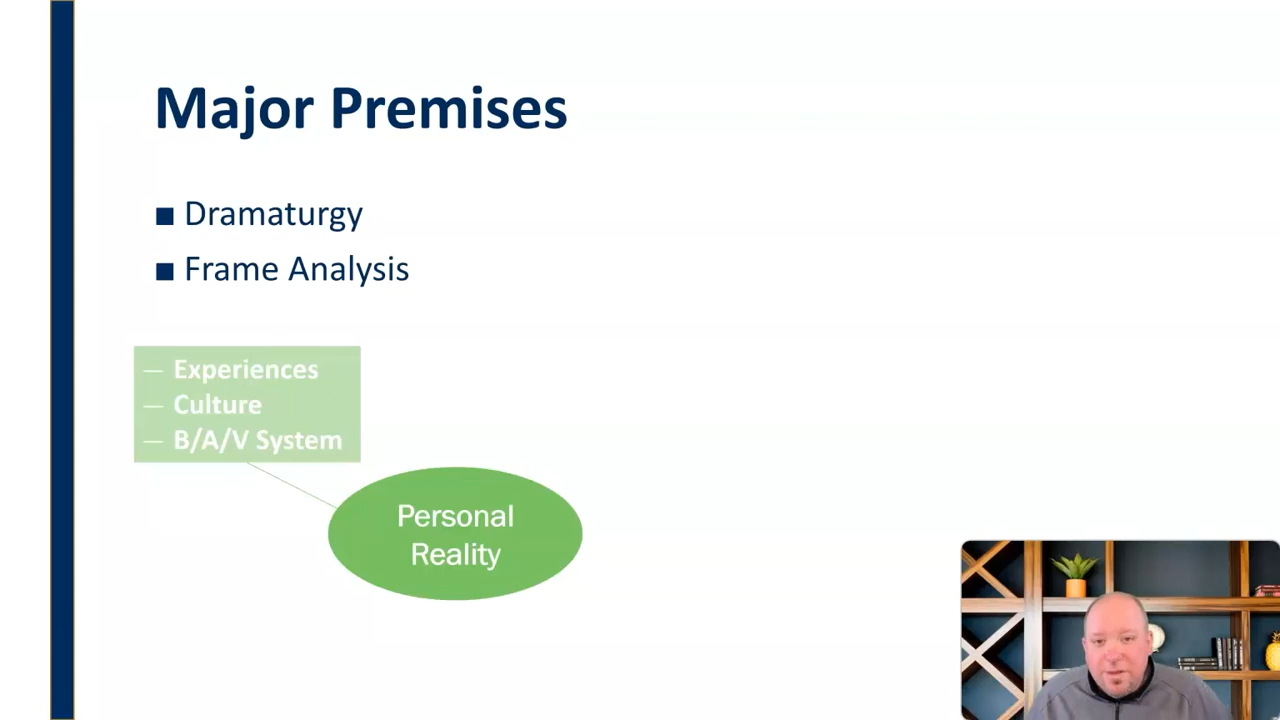 Major Premises
■ Dramaturgy
■ Frame Analysis
— Experiences
— Culture
— B/A/V System
Personal
Reality